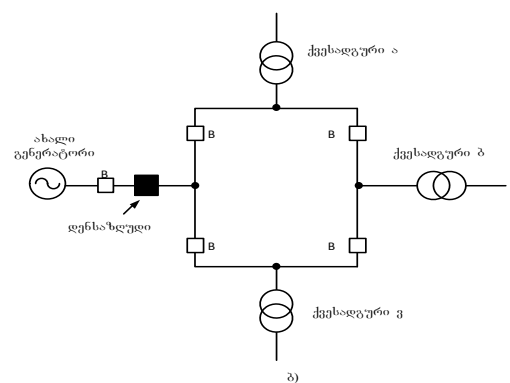 ქვესადგური ა
B
B
ახალი
გენერატორი
ქვესადგური ბ
B
დენსაზღუდი
B
B
ქვესადგური ვ
ბ)